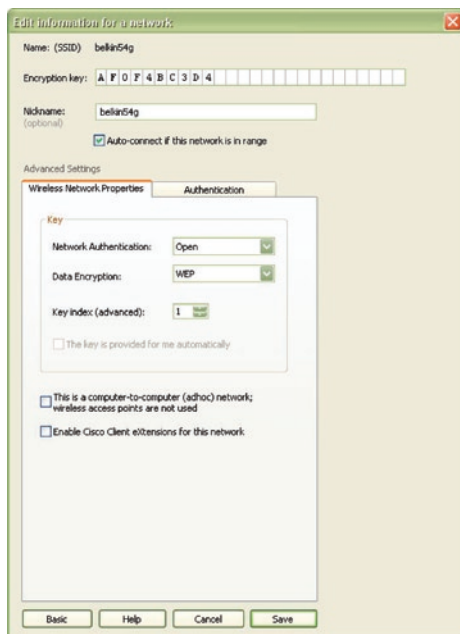 Edit information for a network
Name: (SSID) belkin54g
Encryption key: A F 0 F 4 B C 3 D 4
Nickname: belkin54g
(optional)
Auto-connect if this network is in range
Advanced Settings
Wireless Network Properties Authentication
Key
Network Authentication: Open
Data Encryption: WEP
Key index (advanced): 1
The key is provided for me automatically
This is a computer-to-computer (adhoc) network;
wireless access points are not used
Enable Cisco Client eXtensions for this network
Basic Help Cancel Save